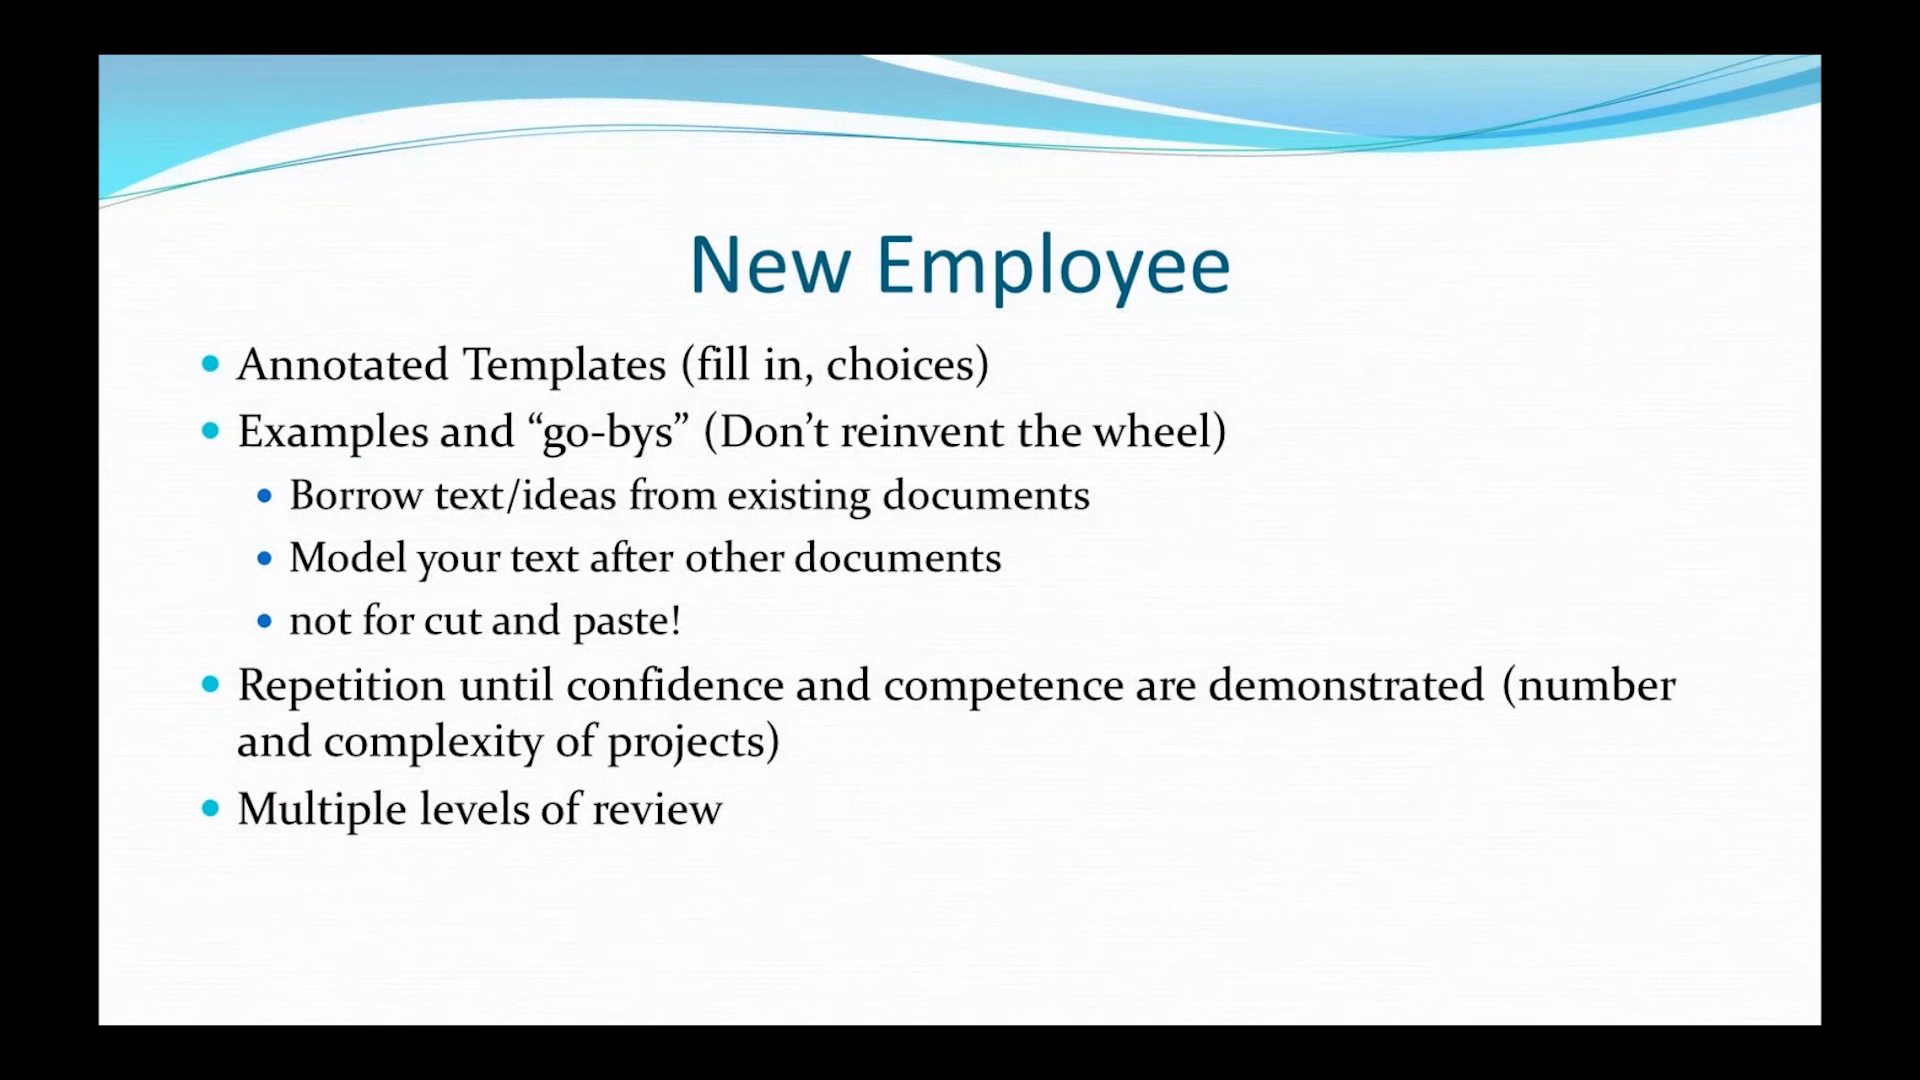 New Employee
Annotated Templates (fill in, choices)
Examples and “go-bys” (Don’t reinvent the wheel)
Borrow text/ideas from existing documents
Model your text after other documents
not for cut and paste!
Repetition until confidence and competence are demonstrated (number
and complexity of projects)
Multiple levels of review